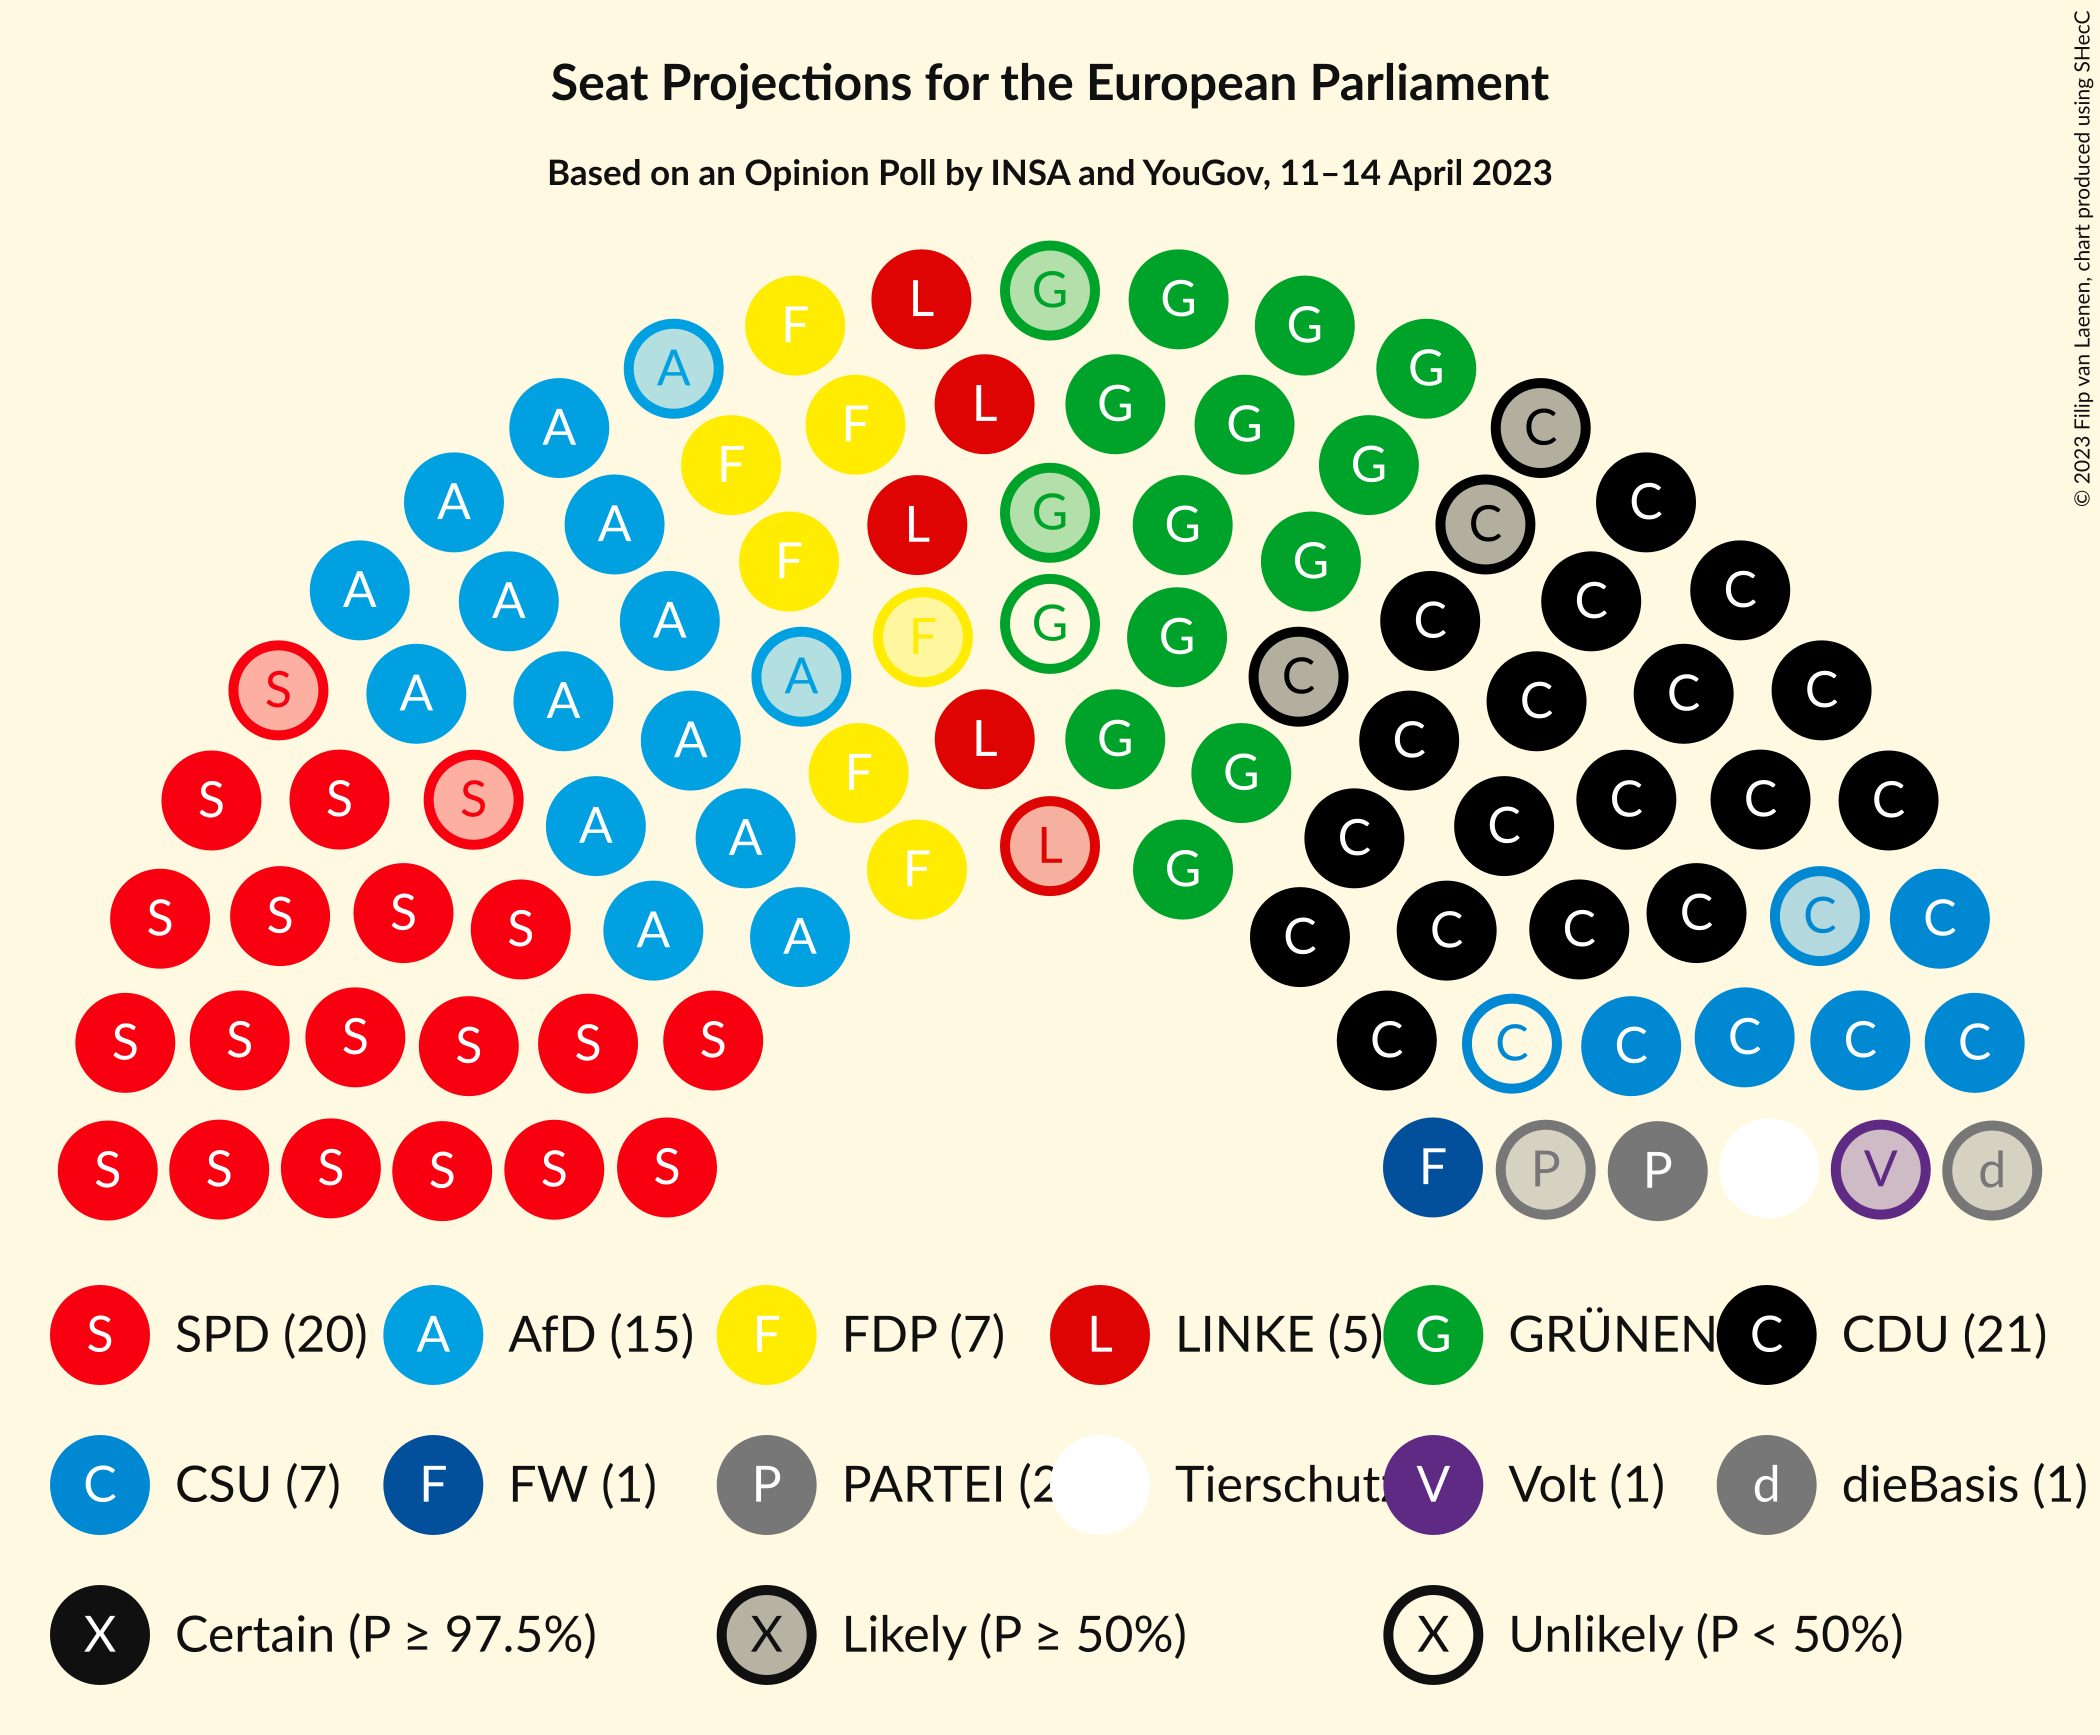 Seat Projections for the European Parliament
Based on an Opinion Poll by INSA and YouGov, 11–14 April 2023
© 2023 Filip van Laenen, chart produced using SHecC
L G G G
F G
A L G G C
A F F G C
A A F L G G C C
A A A F G G C C C
S A A A A L G C C C C C
S S S A A F L G C C C C C
S S S S A A F G C C C C C C
S S S S S S C C C C C C
S S S S S S F P P V d
S SPD (20) A AfD (15) F FDP (7) L LINKE (5) G GRÜNEN C CDU (21)
C CSU (7) F FW (1) P PARTEI (2 Tierschutz V Volt (1) d dieBasis (1)
X Certain (P ≥ 97.5%) X Likely (P ≥ 50%) X Unlikely (P < 50%)